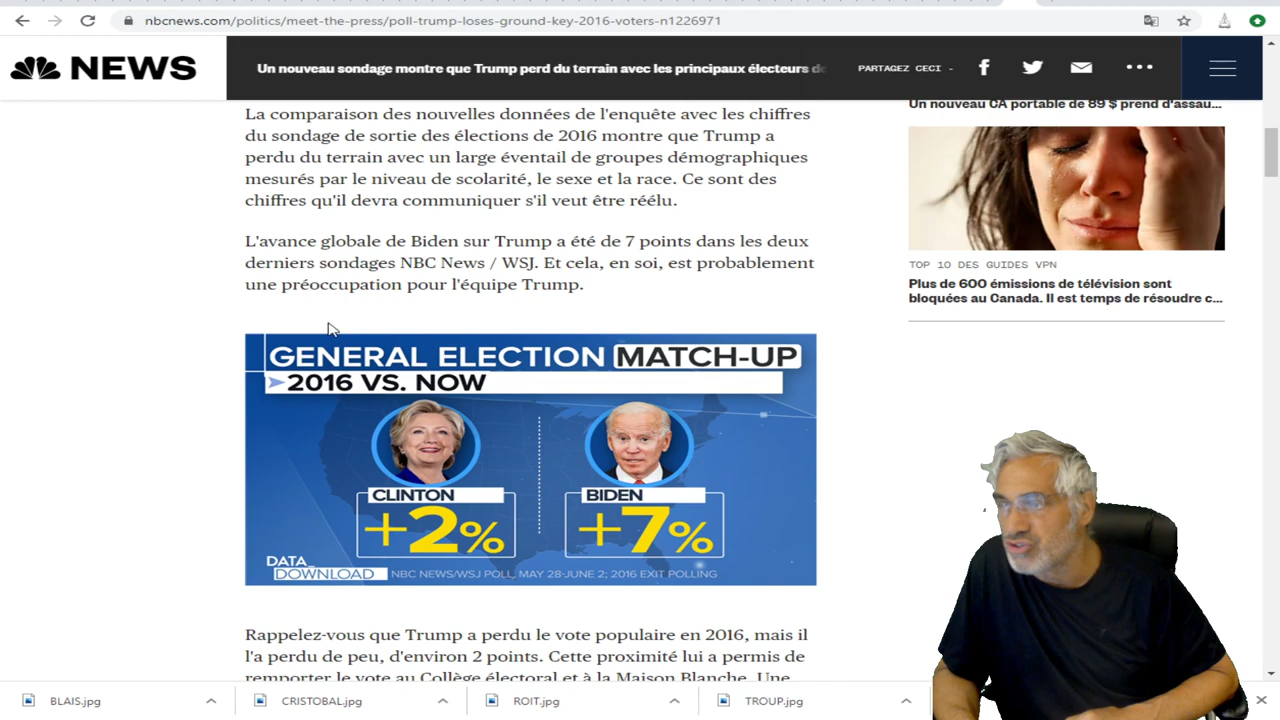 nbcnews.com/politics/meet-the-press/poll-trump-loses-ground-key-2016-voters-n1226971
NEWS
Un nouveau sondage montre que Trump perd du terrain avec les principaux électeurs
PARTAGEZ CECI -
La comparaison des nouvelles données de l'enquête avec les chiffres
du sondage de sortie des élections de 2016 montre que Trump a
perdu du terrain avec un large éventail de groupes démographiques
mesurés par le niveau de scolarité, le sexe et la race. Ce sont des
chiffres qu'il devra communiquer s'il veut être réélu.
L'avance globale de Biden sur Trump a été de 7 points dans les deux
derniers sondages NBC News / WSJ. Et cela, en soi, est probablement
une préoccupation pour l'équipe Trump.
GENERAL ELECTION MATCH-UP
2016 VS. NOW
CLINTON
+2%
BIDEN
+7%
DATA_
DOWNLOAD
NBC NEWS/WSJ POLL, MAY 28-JUNE 2; 2016 EXIT POLLING
Rappelez-vous que Trump a perdu le vote populaire en 2016, mais il
l'a perdu de peu, d'environ 2 points. Cette proximité lui a permis de
remporter le vote au Collège électoral et à la Maison Blanche. Une
Un nouveau CA portable de 89 $ prend d'assau...
TOP 10 DES GUIDES VPN
Plus de 600 émissions de télévision sont
bloquées au Canada. Il est temps de résoudre c...
BLAIS.jpg
CRISTOBAL.jpg
ROIT.jpg
TROUP.jpg